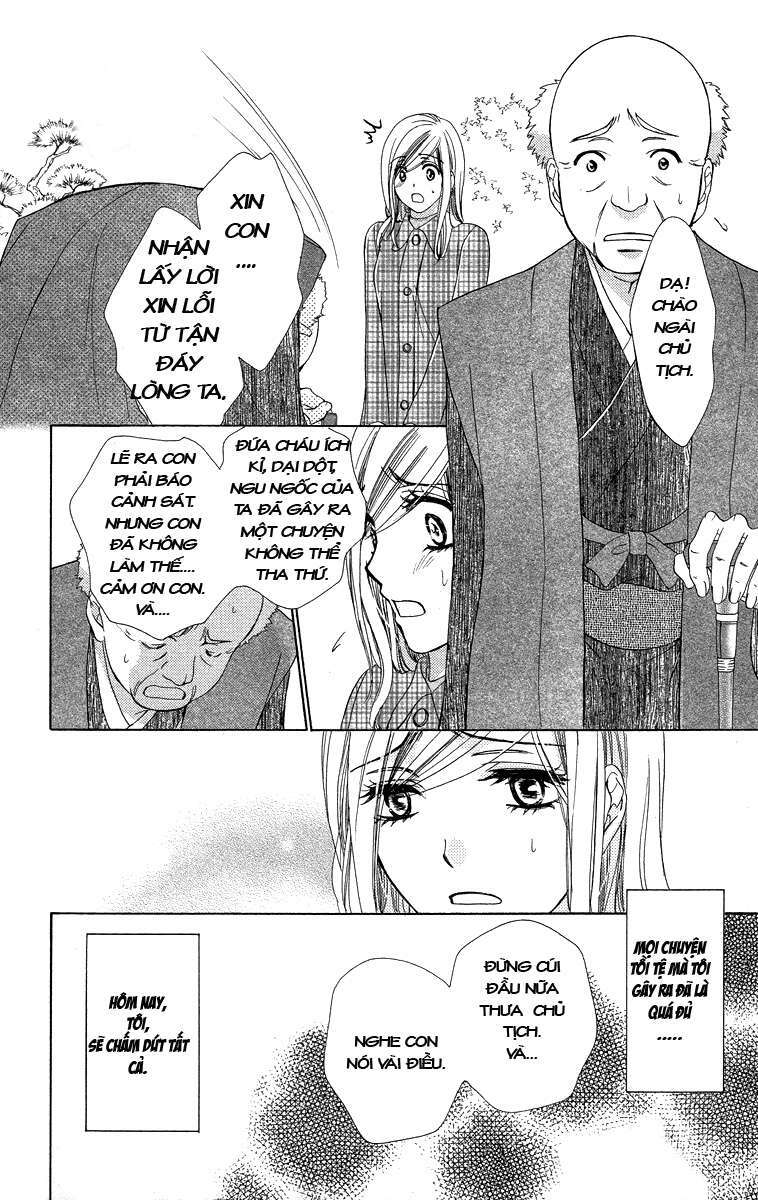 DẠ!
CHÀO
NGÀI
CHỦ
TỊCH.
XIN
CON
....
NHẬN
LẤY LỜI
XIN LỖI
TỪ TẬN
ĐÁY
LÒNG TA.
ĐỨA CHÁU ÍCH
KỈ, DẠI DỘT,
NGU NGỐC CỦA
TA ĐÃ GÂY RA
MỘT CHUYỆN
KHÔNG THỂ
THA THỨ.
LẼ RA CON
PHẢI BÁO
CẢNH SÁT.
NHƯNG CON
ĐÃ KHÔNG
LÀM THẾ....
CẢM ƠN CON.
VÀ....
MỌI CHUYỆN
TỒI TỆ MÀ TÔI
GÂY RA ĐÃ LÀ
QUÁ ĐỦ
.....
ĐỪNG CÚI
ĐẦU NỮA
THƯA CHỦ
TỊCH.
VÀ...
NGHE CON
NÓI VÀI ĐIỀU.
HÔM NAY,
TÔI,
SẼ CHẤM DỨT TẤT
CẢ.